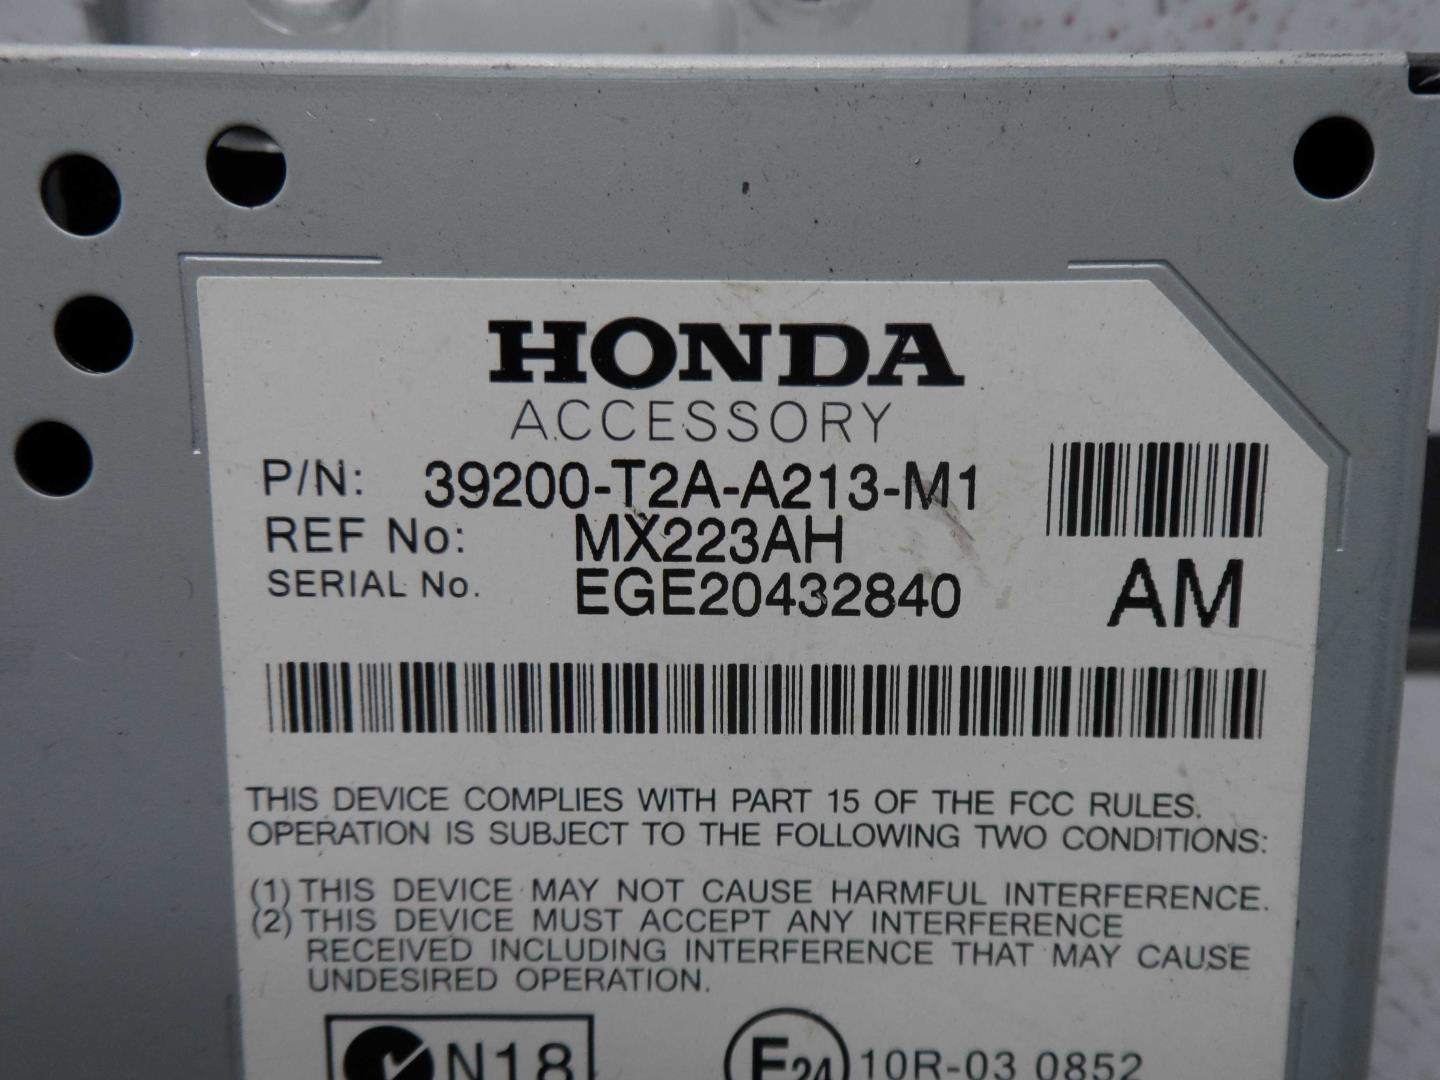 HONDA
ACCESSORY
P/N: 39200-T2A-A213-M1
REF No: MX223AH
SERIAL No. EGE20432840
AM
THIS DEVICE COMPLIES WITH PART 15 OF THE FCC RULES.
OPERATION IS SUBJECT TO THE FOLLOWING TWO CONDITIONS:
(1) THIS DEVICE MAY NOT CAUSE HARMFUL INTERFERENCE.
(2) THIS DEVICE MUST ACCEPT ANY INTERFERENCE
RECEIVED INCLUDING INTERFERENCE THAT MAY CAUSE
UNDESIRED OPERATION.
N18 E24 10R-03 0852